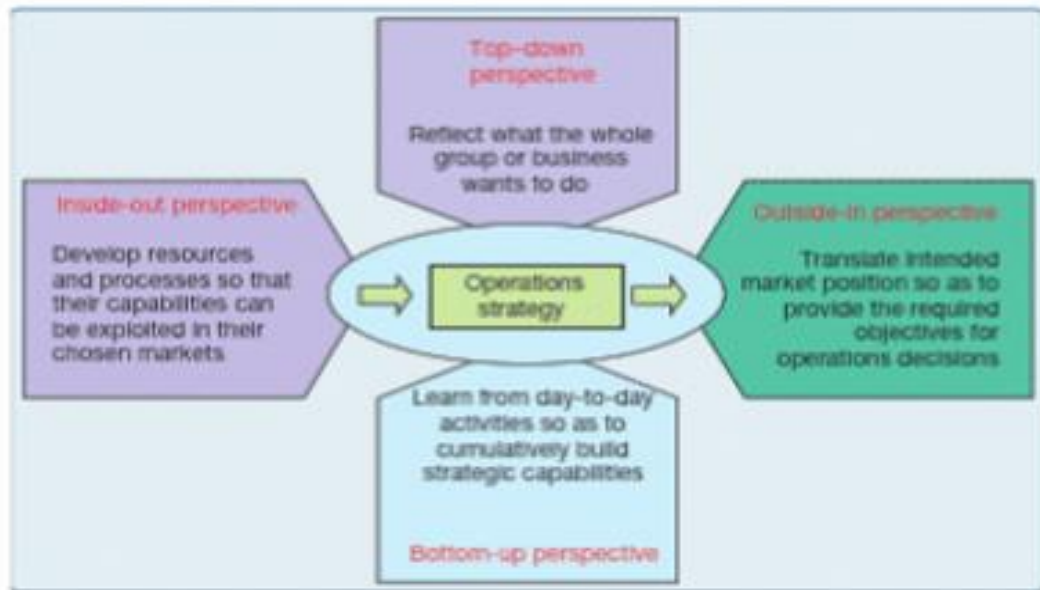 Top-down
perspective
Reflect what the whole
group or business
wants to do
Inside-out perspective
Develop resources
and processes so that
their capabilities can
be exploited in their
chosen markets
Operations
strategy
Outside-in perspective
Translate intended
market position so as to
provide the required
objectives for
operations decisions
Learn from day-to-day
activities so as to
cumulatively build
strategic capabilities
Bottom-up perspective